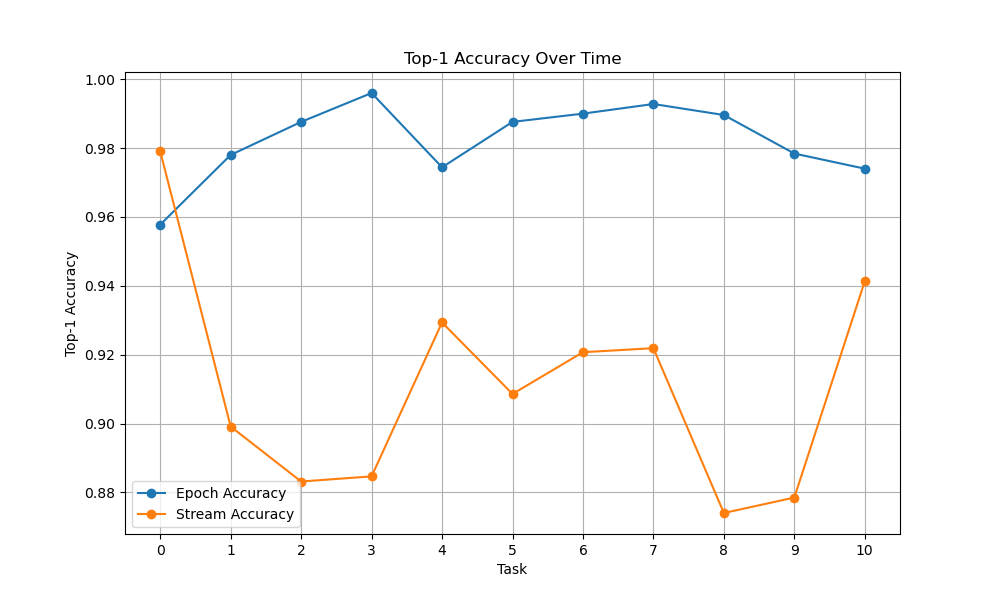 Top-1 Accuracy Over Time
1.00
0.98
0.96
0.94
0.92
0.90
0.88
Top-1 Accuracy
Epoch Accuracy
Stream Accuracy
0 1 2 3 4 5 6 7 8 9 10
Task